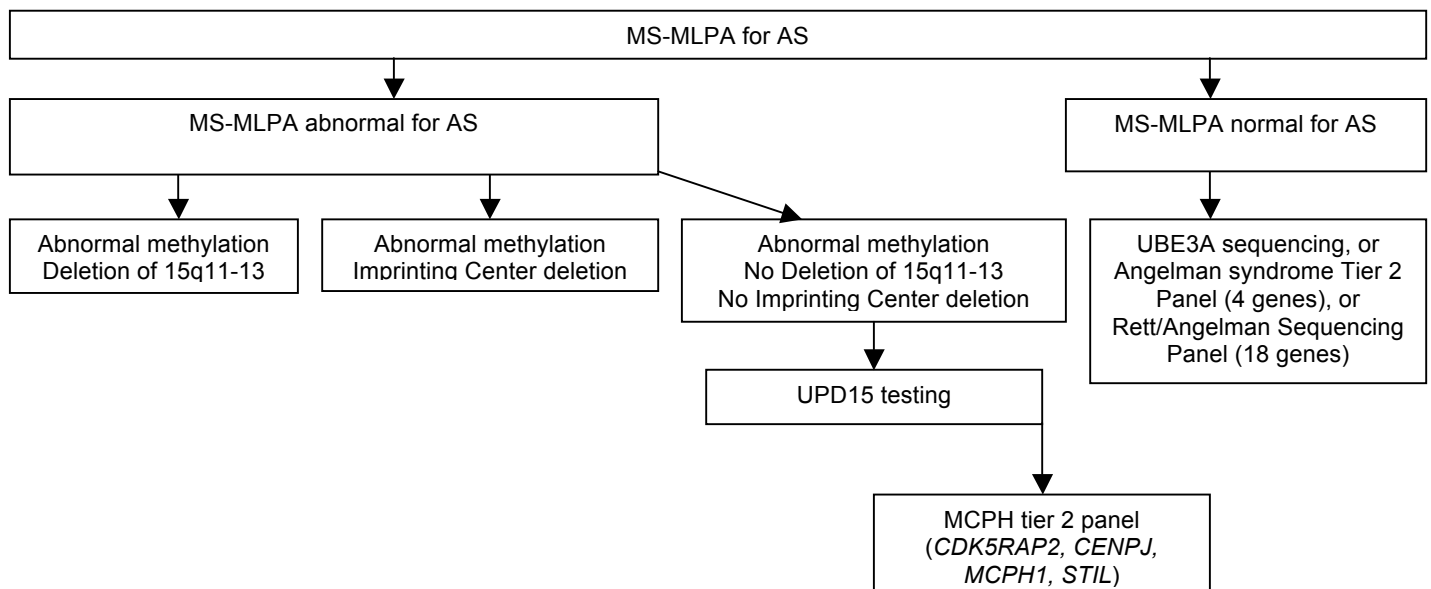 MS-MLPA for AS
MS-MLPA abnormal for AS
MS-MLPA normal for AS
Abnormal methylation
Deletion of 15q11-13
Abnormal methylation
Imprinting Center deletion
Abnormal methylation
No Deletion of 15q11-13
No Imprinting Center deletion
UBE3A sequencing, or
Angelman syndrome Tier 2
Panel (4 genes), or
Rett/Angelman Sequencing
Panel (18 genes)
UPD15 testing
MCPH tier 2 panel
(CDK5RAP2, CENPJ,
MCPH1, STIL)